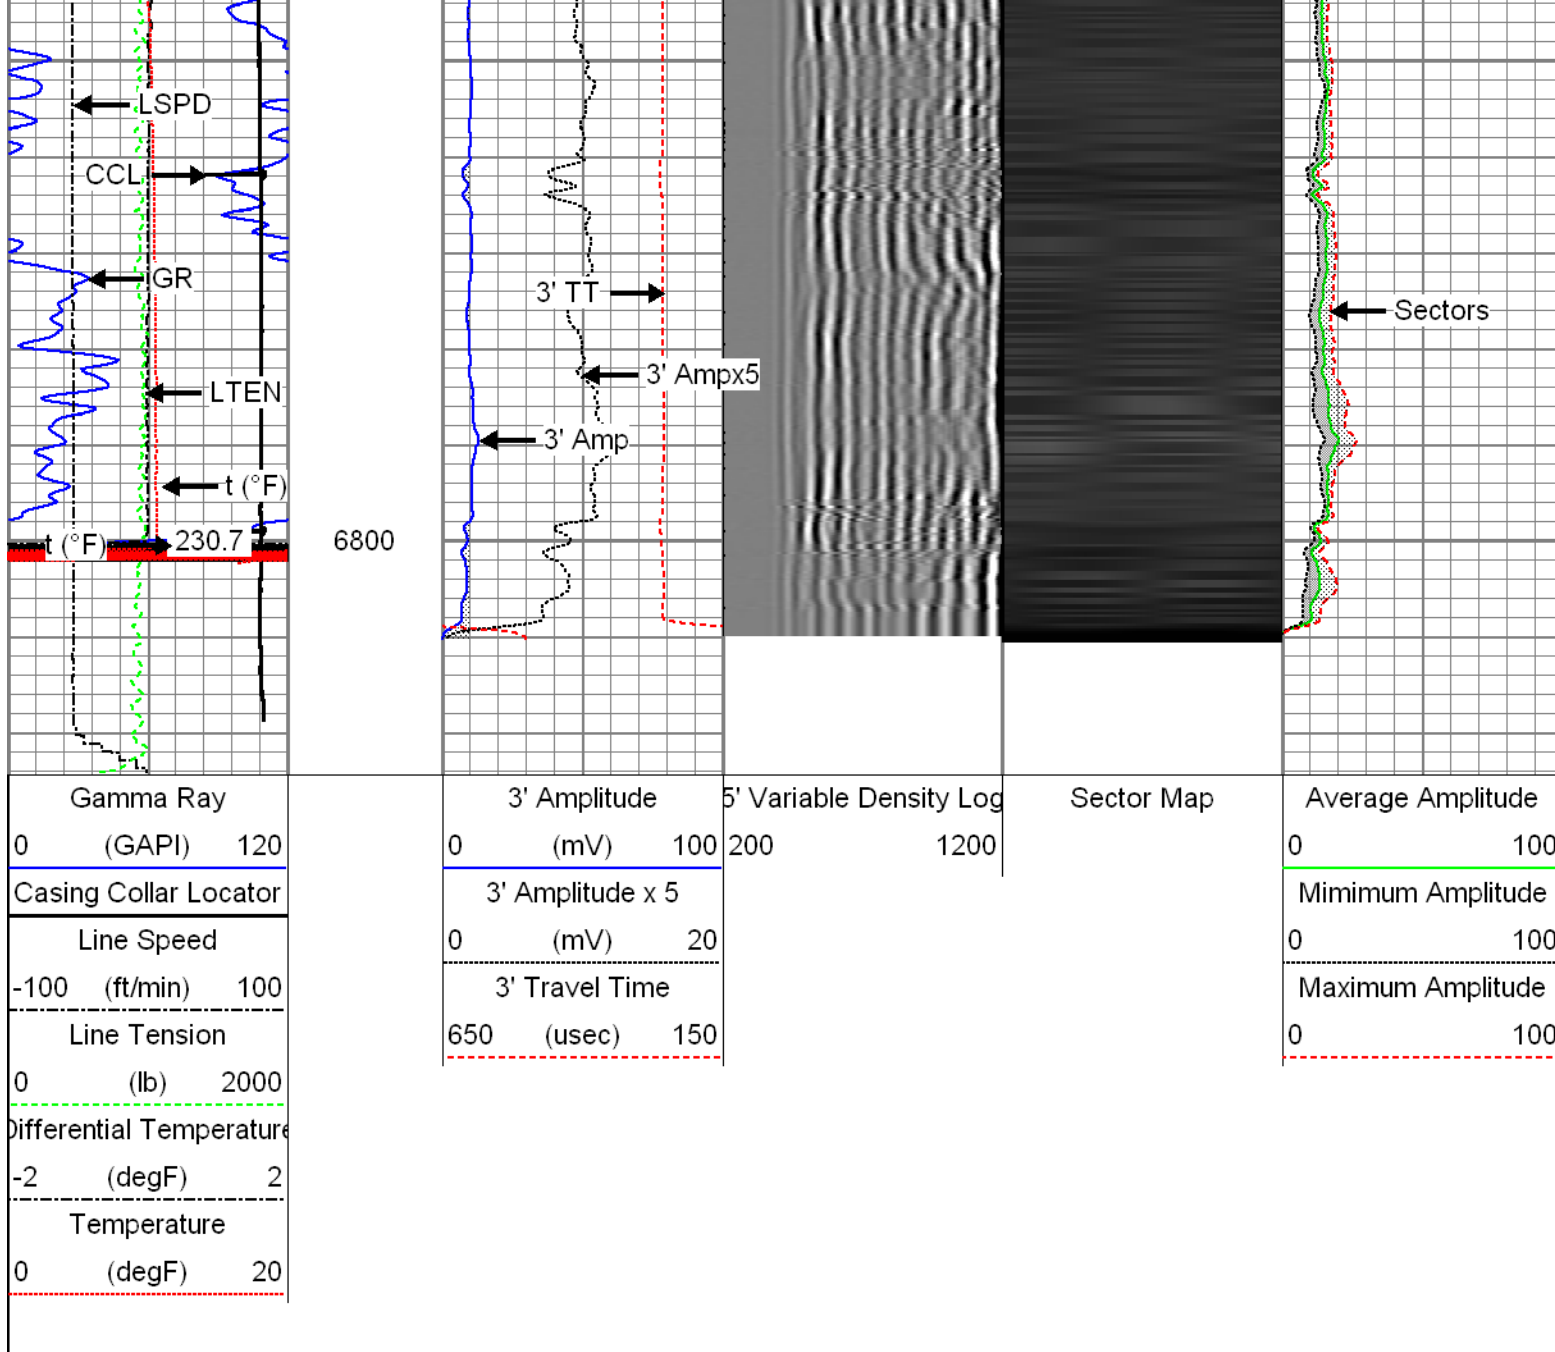 LSPD
CCL
GR
3' TT
Sectors
3' Ampx5
LTEN
3' Amp
t (°F)
t (°F) 230.7
6800
Gamma Ray
0 (GAPI) 120
Casing Collar Locator
Line Speed
-100 (ft/min) 100
Line Tension
0 (lb) 2000
Differential Temperature
-2 (degF) 2
Temperature
0 (degF) 20
3' Amplitude
0 (mV) 100
3' Amplitude x 5
0 (mV) 20
3' Travel Time
650 (usec) 150
5' Variable Density Log
200 1200
Sector Map
Average Amplitude
0 100
Mimimum Amplitude
0 100
Maximum Amplitude
0 100